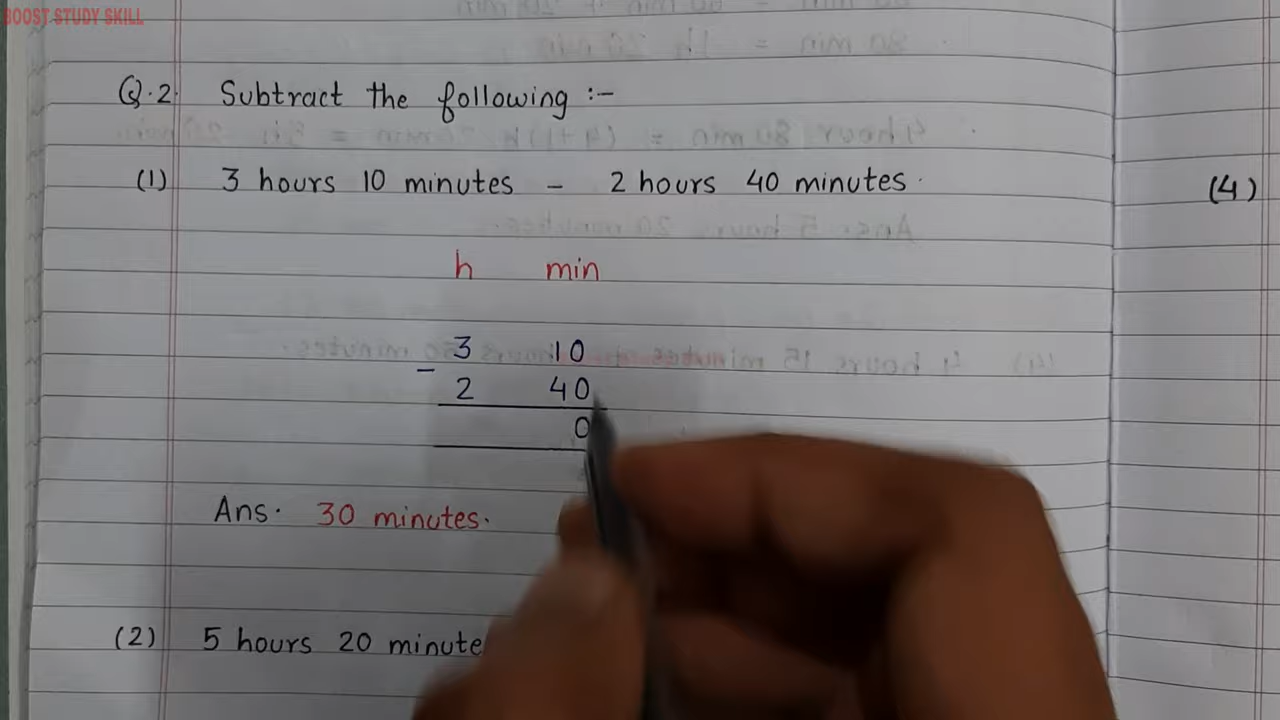 BOOST STUDY SKILL
Q.2. Subtract the following :-
(1) 3 hours 10 minutes - 2 hours 40 minutes.
(4)
h min
3 10
- 2 40
0
Ans. 30 minutes.
(2) 5 hours 20 minute